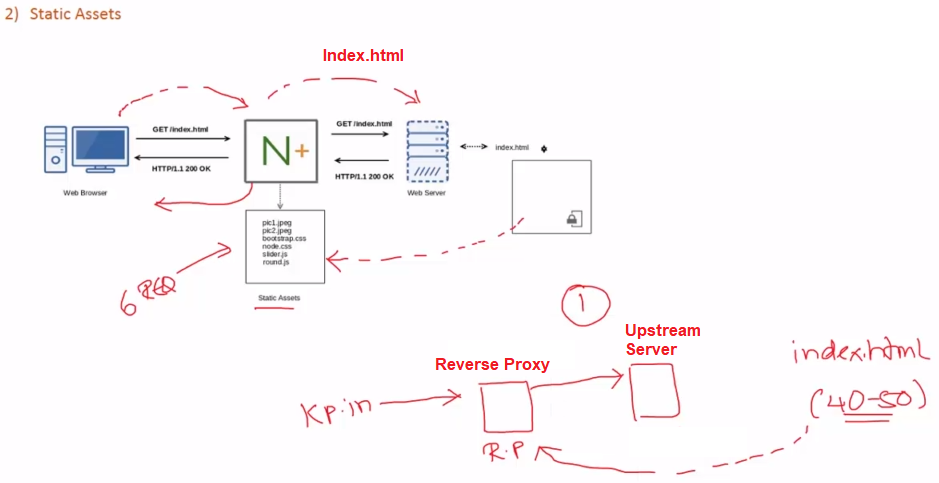 2) Static Assets
Index.html
GET /index.html
HTTP/1.1 200 OK
Web Browser
N+
GET /index.html
HTTP/1.1 200 OK
Web Server
index.html
pic1.jpeg
pic2.jpeg
bootstrap.css
node.css
slider.js
round.js
Static Assets
6 REQ
1
Reverse Proxy
Upstream
Server
Kp.in
R.P
index.html
(40-50)